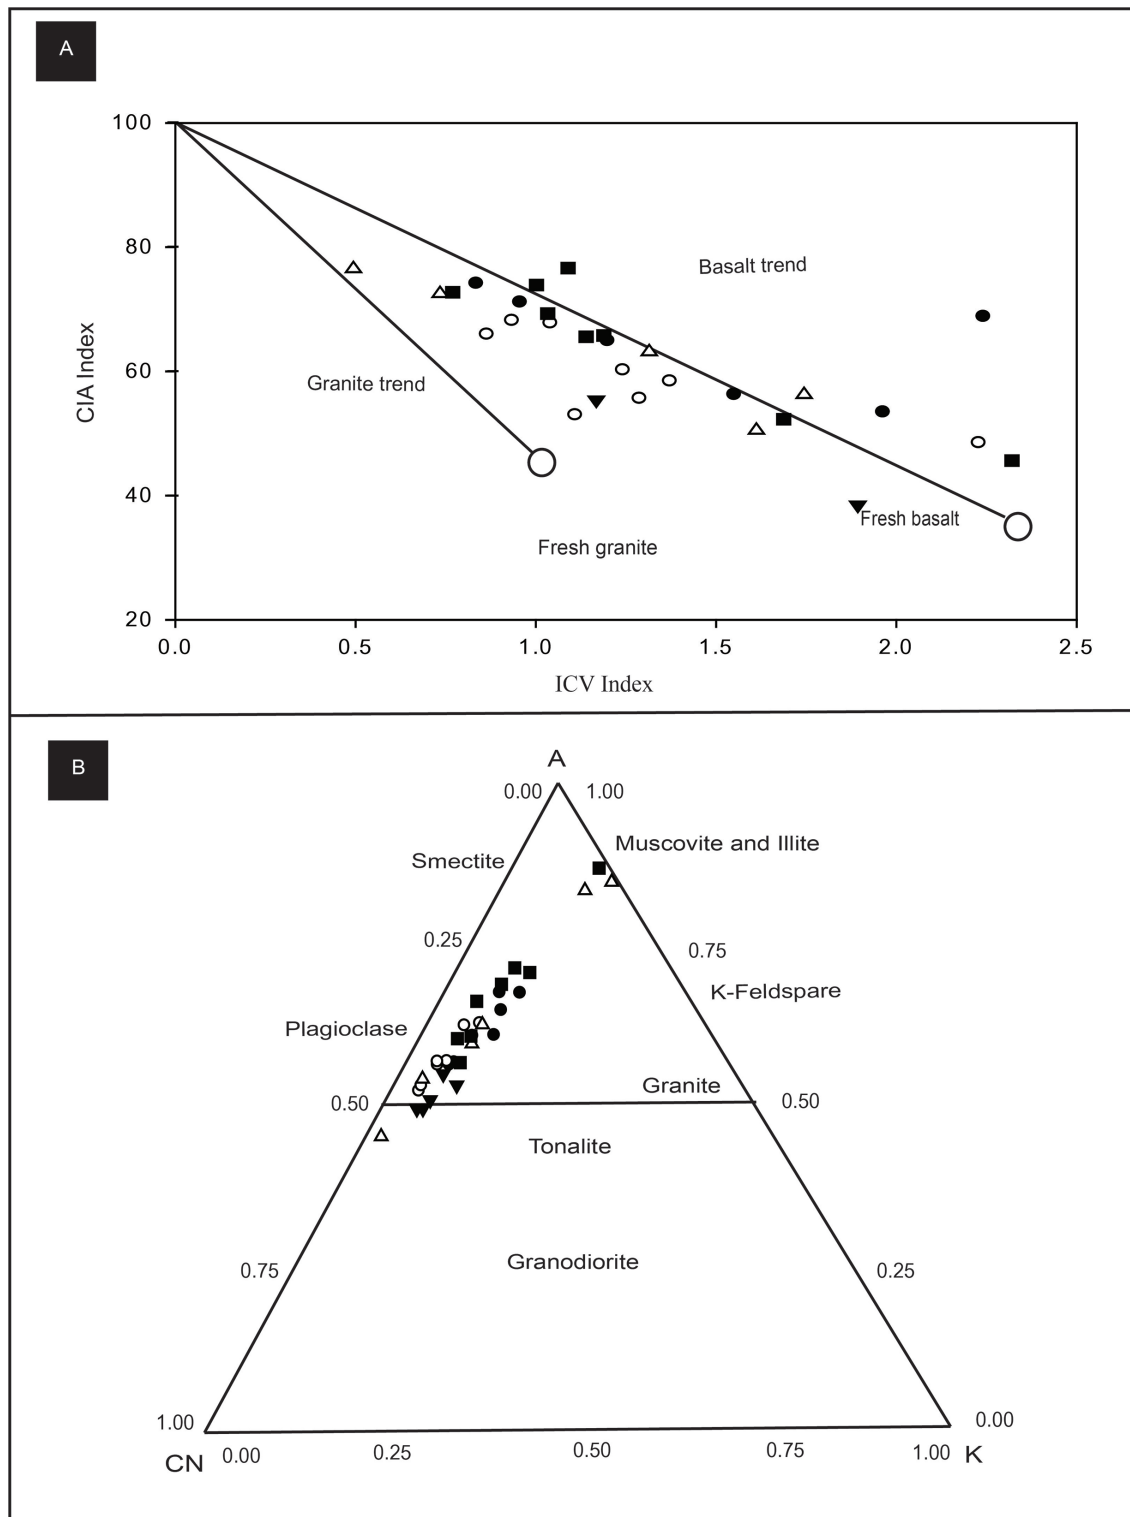 A
100
80
60
40
20
CIA Index
Basalt trend
Granite trend
Fresh basalt
Fresh granite
0.0 0.5 1.0 1.5 2.0 2.5
ICV Index
B
A
0.00 1.00
Muscovite and Illite
Smectite
0.25
0.75
K-Feldspare
Plagioclase
Granite
0.50
0.50
Tonalite
Granodiorite
0.75
0.25
1.00
0.00
CN
0.00 0.25 0.50 0.75 1.00
K